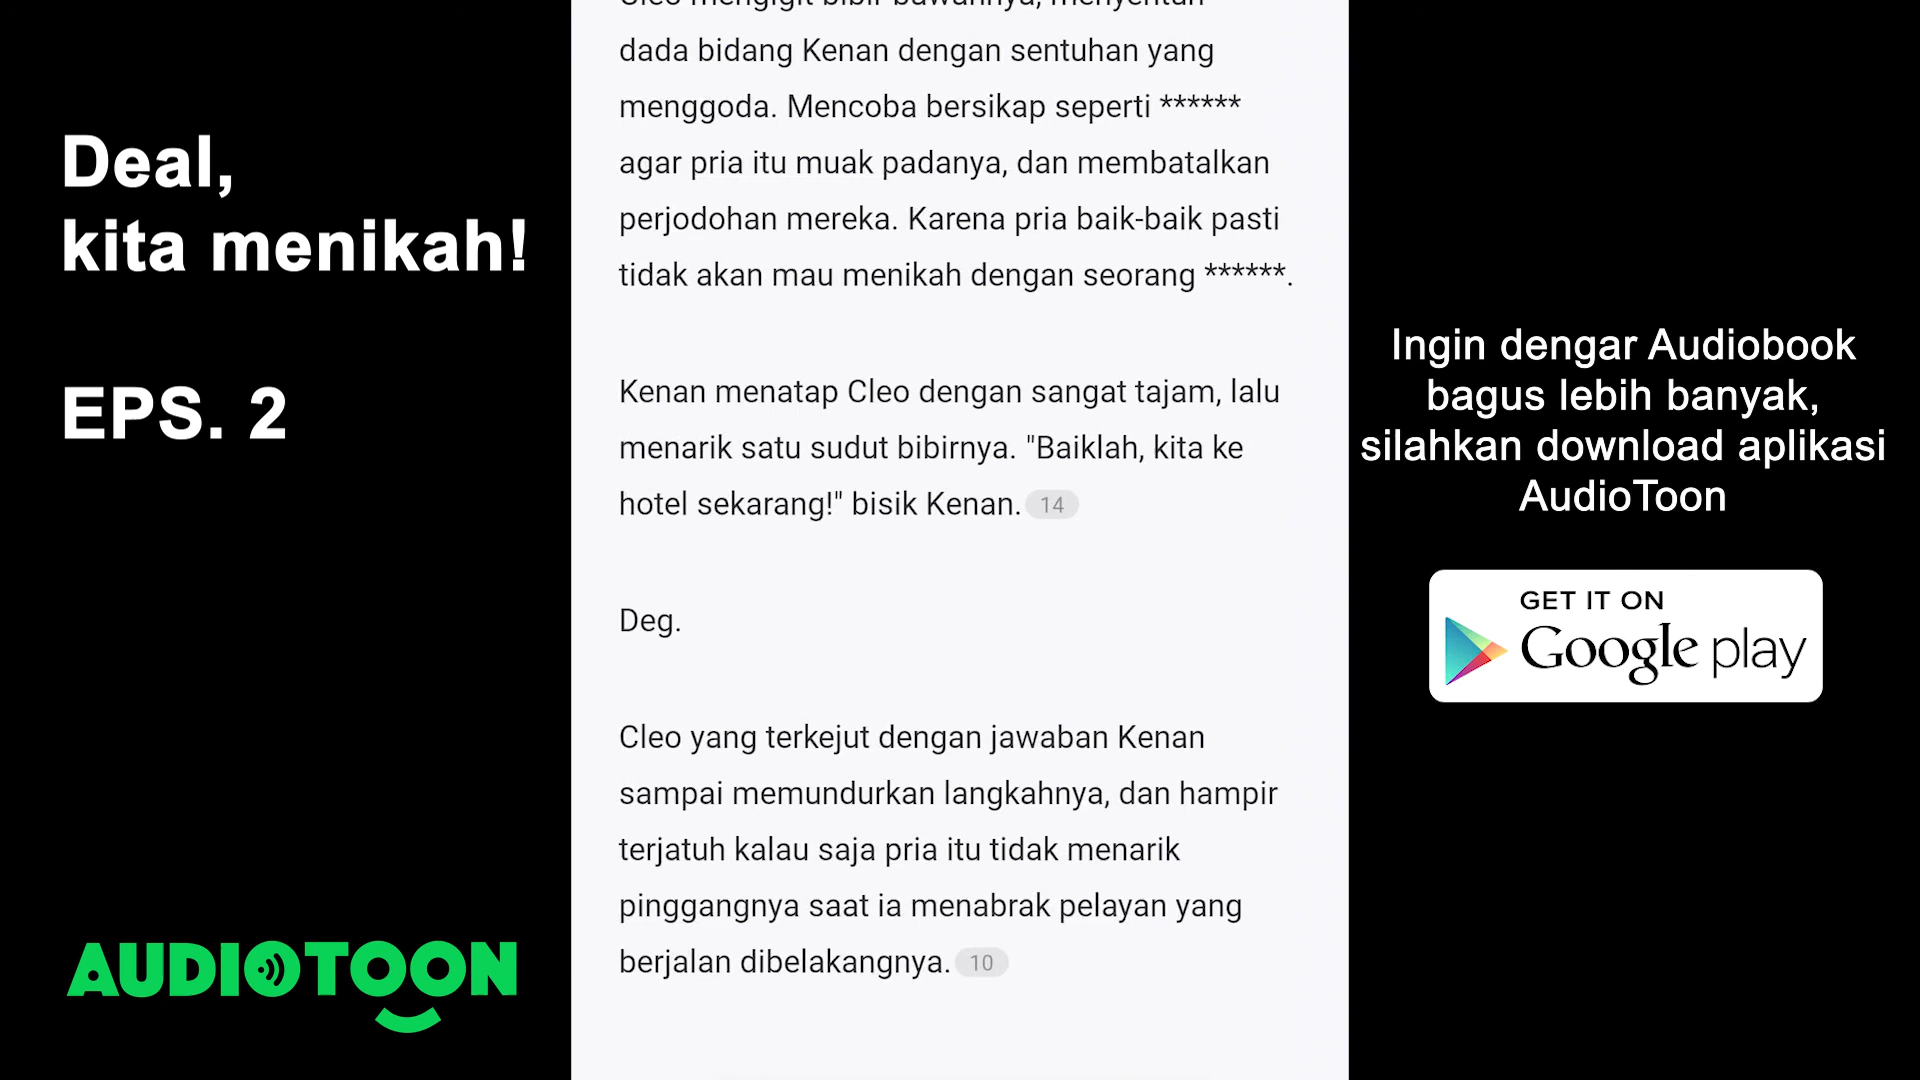 Deal,
kita menikah!
EPS. 2
AUDIOTOON
Cleo mengigit bibir bawahnya, menyentuh
dada bidang Kenan dengan sentuhan yang
menggoda. Mencoba bersikap seperti ******
agar pria itu muak padanya, dan membatalkan
perjodohan mereka. Karena pria baik-baik pasti
tidak akan mau menikah dengan seorang ******.
Kenan menatap Cleo dengan sangat tajam, lalu
menarik satu sudut bibirnya. "Baiklah, kita ke
hotel sekarang!" bisik Kenan. 14
Deg.
Cleo yang terkejut dengan jawaban Kenan
sampai memundurkan langkahnya, dan hampir
terjatuh kalau saja pria itu tidak menarik
pinggangnya saat ia menabrak pelayan yang
berjalan dibelakangnya. 10
Ingin dengar Audiobook
bagus lebih banyak,
silahkan download aplikasi
AudioToon
GET IT ON
Google play